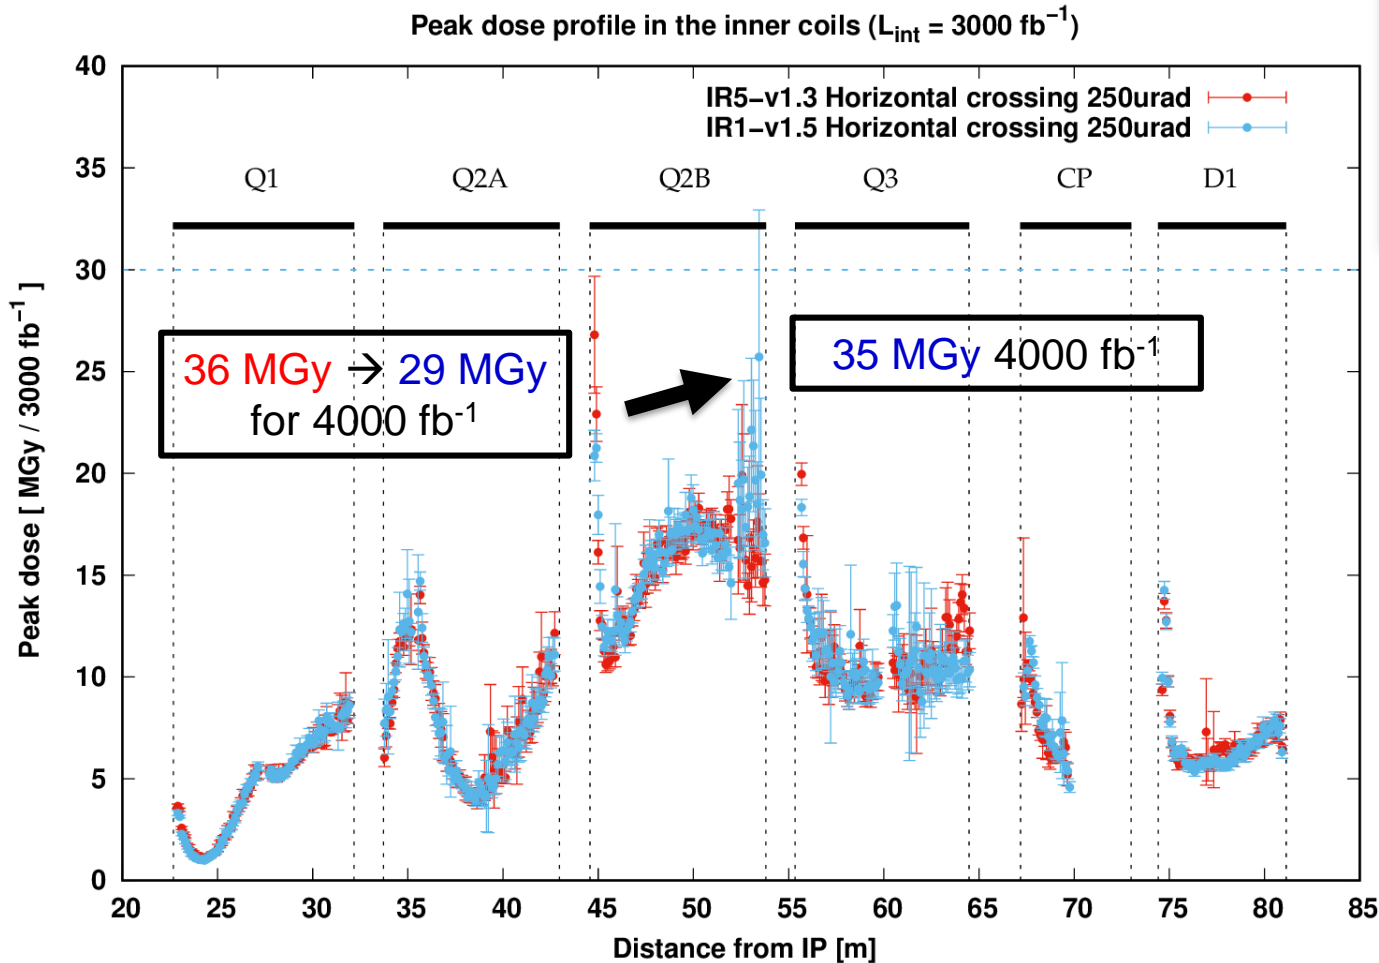 Peak dose profile in the inner coils (L_int = 3000 fb⁻¹)
40
35
30
25
20
15
10
5
0
Peak dose [ MGy / 3000 fb⁻¹ ]
IR5−v1.3 Horizontal crossing 250urad
IR1−v1.5 Horizontal crossing 250urad
Q1 Q2A Q2B Q3 CP D1
36 MGy → 29 MGy
for 4000 fb⁻¹
35 MGy 4000 fb⁻¹
20 25 30 35 40 45 50 55 60 65 70 75 80 85
Distance from IP [m]